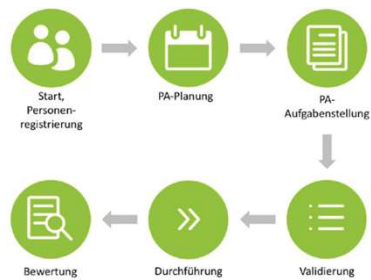 Start,
Personen-
registrierung
PA-Planung
PA-
Aufgabenstellung
Validierung
Durchführung
Bewertung